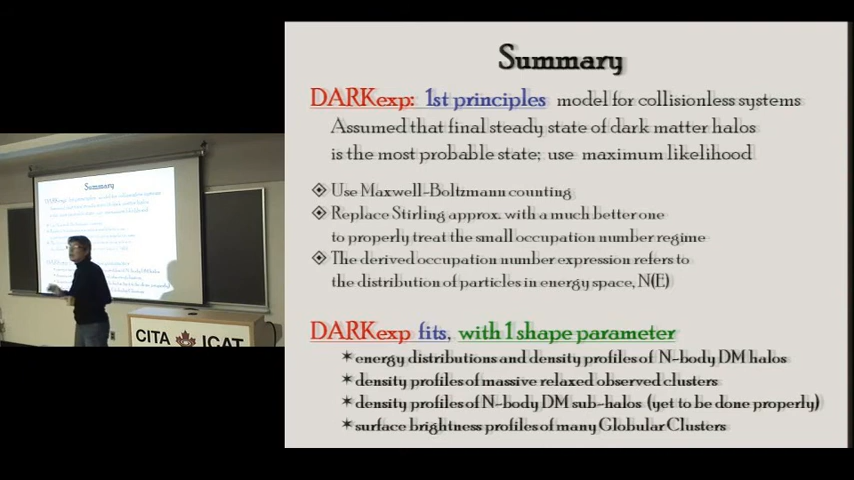 Summary
DARKexp: 1st principles model for collisionless systems
Assumed that final steady state of dark matter halos
is the most probable state; use maximum likelihood
Use Maxwell-Boltzmann counting
Replace Stirling approx. with a much better one
to properly treat the small occupation number regime
The derived occupation number expression refers to
the distribution of particles in energy space, N(E)
DARKexp fits, with 1 shape parameter
* energy distributions and density profiles of N-body DM halos
* density profiles of massive relaxed observed clusters
* density profiles of N-body DM sub-halos (yet to be done properly)
* surface brightness profiles of many Globular Clusters
Summary
CITA ICAT